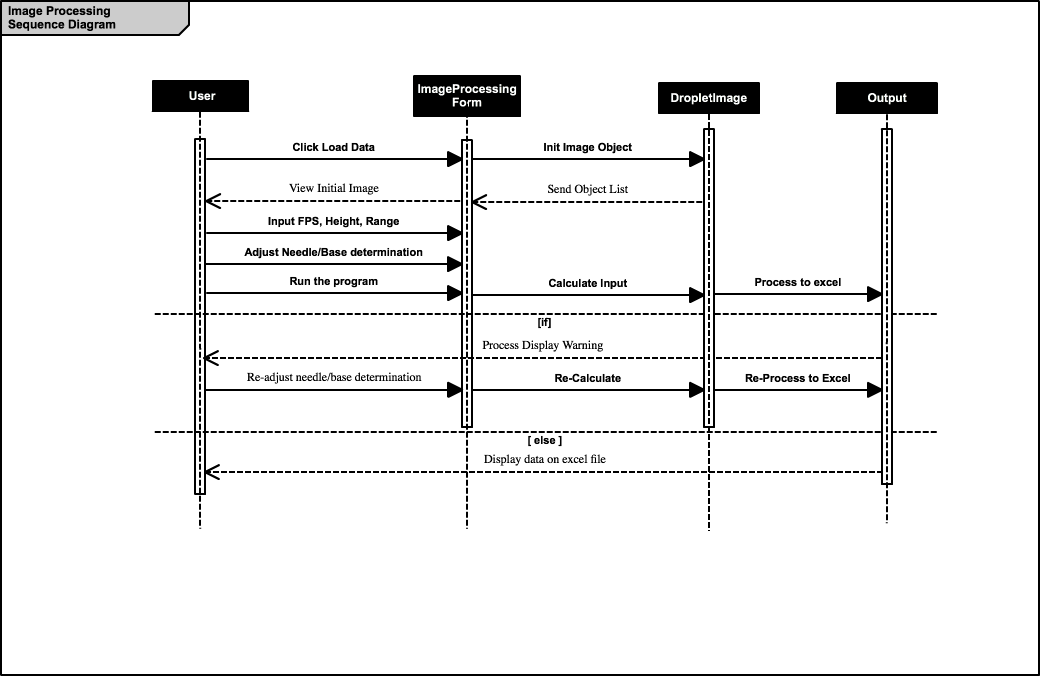 Image Processing
Sequence Diagram
User
ImageProcessing
Form
DropletImage
Output
Click Load Data
Init Image Object
View Initial Image
Send Object List
Input FPS, Height, Range
Adjust Needle/Base determination
Run the program
Calculate Input
Process to excel
[if]
Process Display Warning
Re-adjust needle/base determination
Re-Calculate
Re-Process to Excel
[ else ]
Display data on excel file